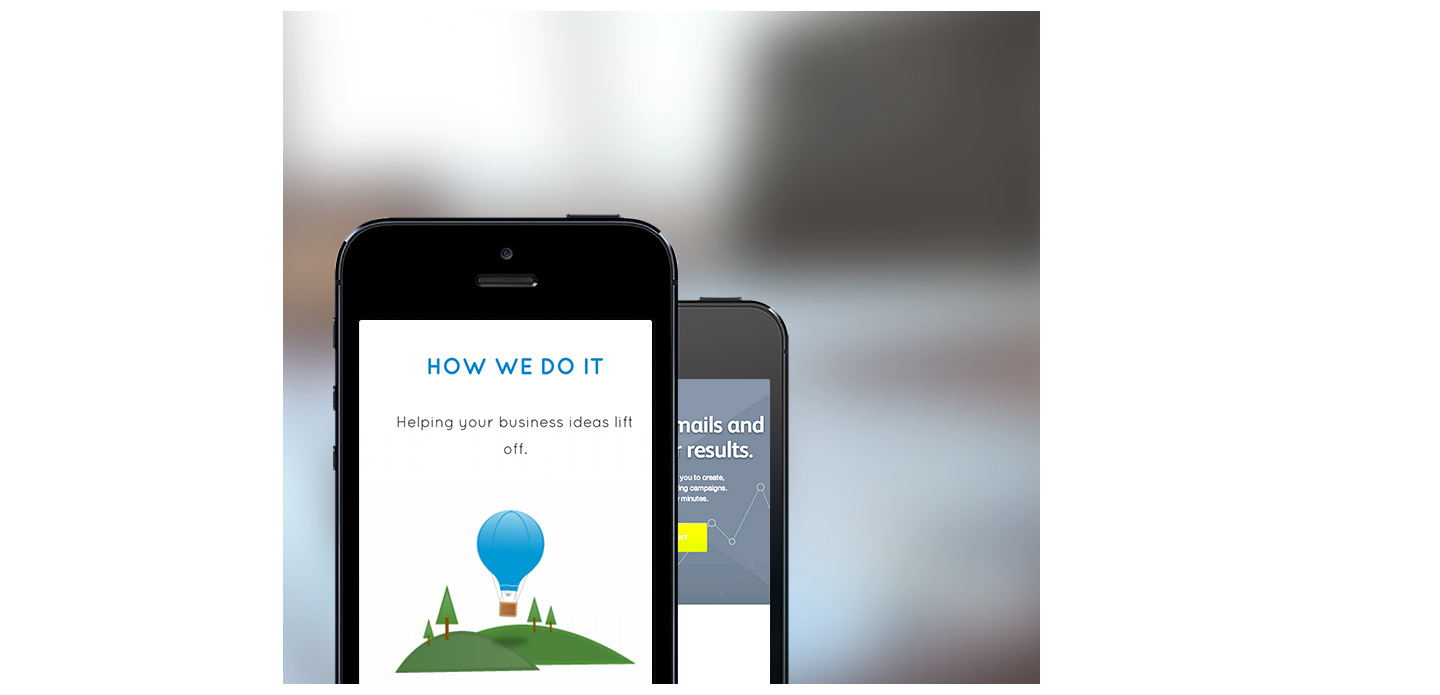 HOW WE DO IT
Helping your business ideas lift
off.
mails and
results.
you to create,
ing campaigns.
minutes.